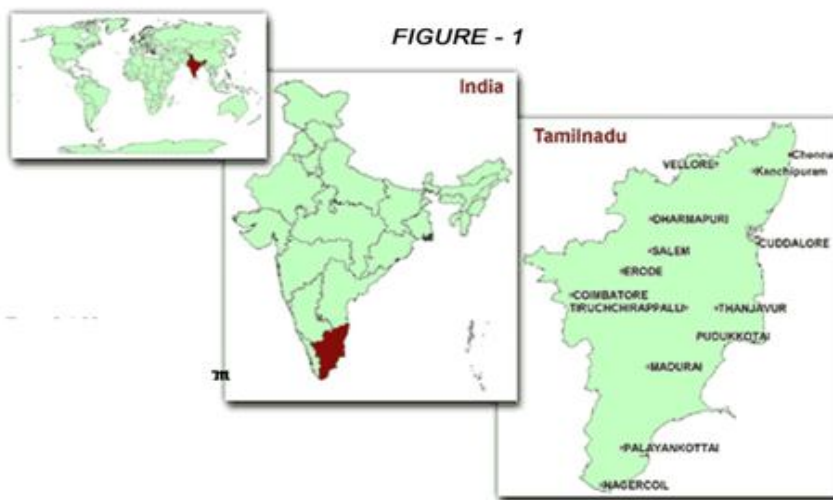 FIGURE - 1
India
Tamilnadu
Chenna
VELLORE
Kanchipuram
DHARMAPURI
CUDDALORE
SALEM
ERODE
COIMBATORE
TIRUCHCHIRAPPALLI
THANJAVUR
PUDUKKOTAI
MADURAI
PALAYANKOTTAI
NAGERCOIL